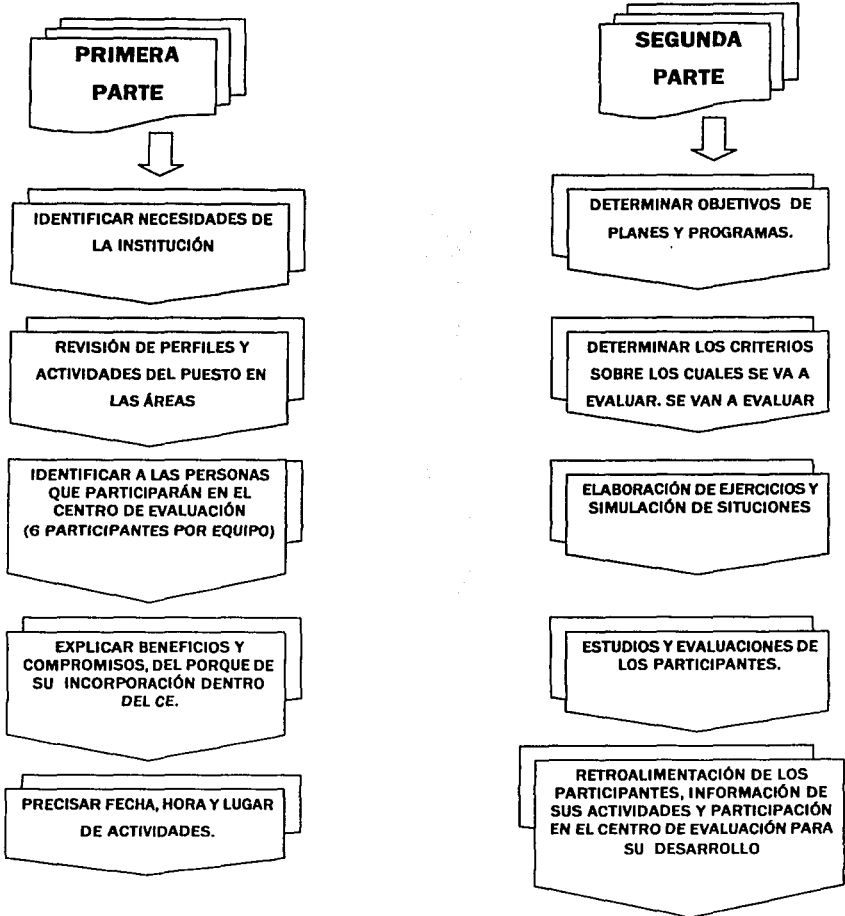 PRIMERA
PARTE
IDENTIFICAR NECESIDADES DE
LA INSTITUCIÓN
REVISIÓN DE PERFILES Y
ACTIVIDADES DEL PUESTO EN
LAS ÁREAS
IDENTIFICAR A LAS PERSONAS
QUE PARTICIPARÁN EN EL
CENTRO DE EVALUACIÓN
(6 PARTICIPANTES POR EQUIPO)
EXPLICAR BENEFICIOS Y
COMPROMISOS, DEL PORQUE DE
SU INCORPORACIÓN DENTRO
DEL CE.
PRECISAR FECHA, HORA Y LUGAR
DE ACTIVIDADES.
SEGUNDA
PARTE
DETERMINAR OBJETIVOS DE
PLANES Y PROGRAMAS.
DETERMINAR LOS CRITERIOS
SOBRE LOS CUALES SE VA A
EVALUAR. SE VAN A EVALUAR
ELABORACIÓN DE EJERCICIOS Y
SIMULACIÓN DE SITUCIONES
ESTUDIOS Y EVALUACIONES DE
LOS PARTICIPANTES.
RETROALIMENTACIÓN DE LOS
PARTICIPANTES, INFORMACIÓN DE
SUS ACTIVIDADES Y PARTICIPACIÓN
EN EL CENTRO DE EVALUACIÓN PARA
SU DESARROLLO